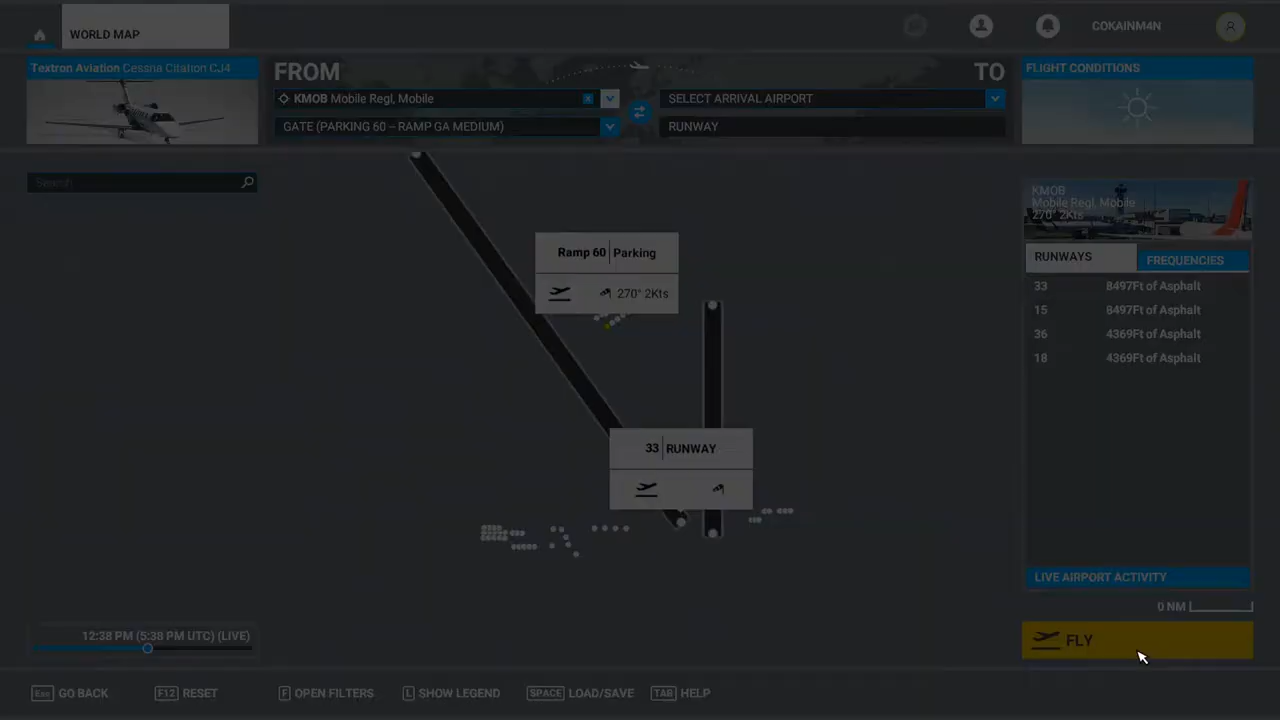 WORLD MAP
COKAINM4N
Textron Aviation Cessna Citation CJ4
FROM
TO
FLIGHT CONDITIONS
KMOB Mobile Regl, Mobile
SELECT ARRIVAL AIRPORT
GATE (PARKING 60 – RAMP GA MEDIUM)
RUNWAY
Search
KMOB
Mobile Regl, Mobile
270° 2Kts
RUNWAYS
FREQUENCIES
Ramp 60 Parking
270° 2Kts
33 8497Ft of Asphalt
15 8497Ft of Asphalt
36 4369Ft of Asphalt
18 4369Ft of Asphalt
33 RUNWAY
LIVE AIRPORT ACTIVITY
0 NM
12:38 PM (5:38 PM UTC) (LIVE)
FLY
Esc GO BACK
F12 RESET
F OPEN FILTERS
L SHOW LEGEND
SPACE LOAD/SAVE
TAB HELP